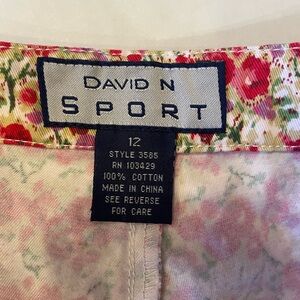 DAVID N
SPORT
12
STYLE 3585
RN 103429
100% COTTON
MADE IN CHINA
SEE REVERSE
FOR CARE